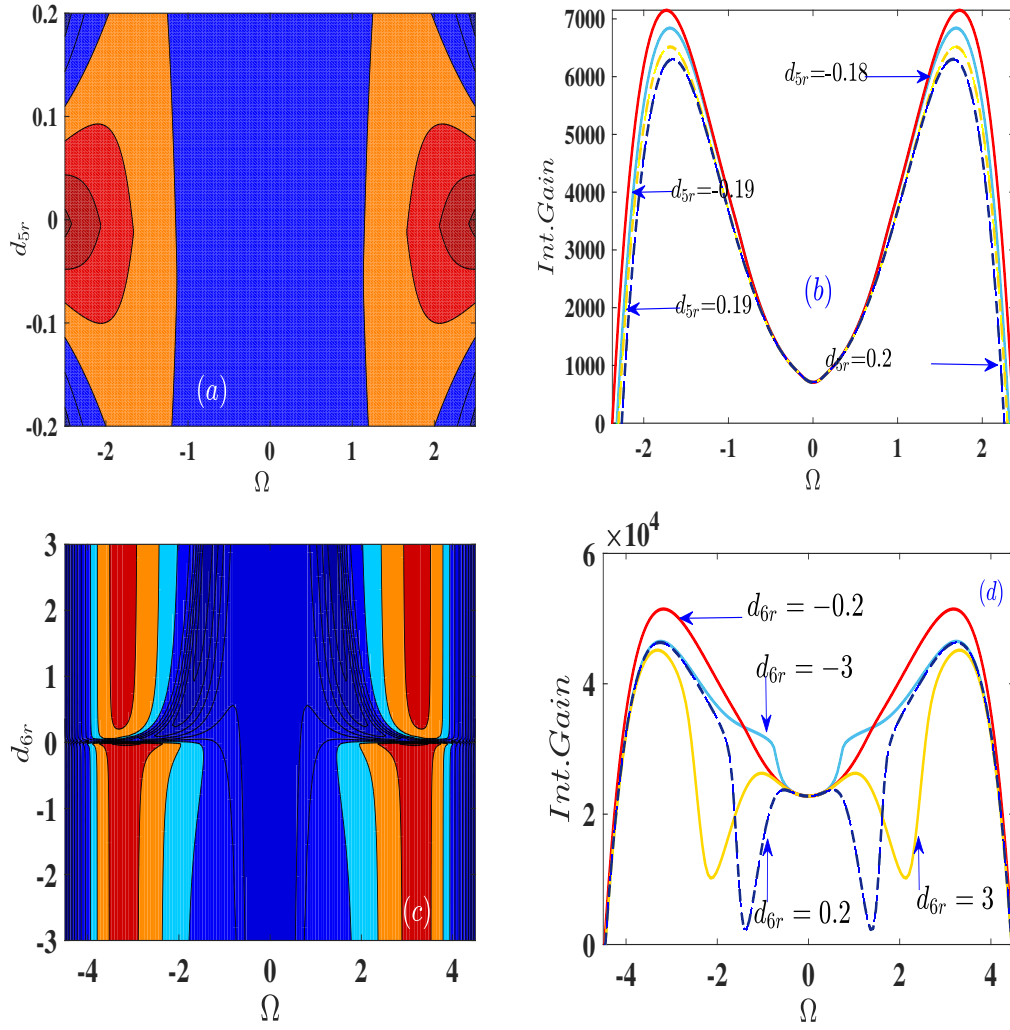 0.2
0.1
0
-0.1
-0.2
d5r
(a)
-2 -1 0 1 2
Ω
7000
6000
5000
4000
3000
2000
1000
0
Int.Gain
d5r=-0.18
d5r=-0.19
(b)
d5r=0.19
d5r=0.2
-2 -1 0 1 2
Ω
3
2
1
0
-1
-2
-3
d6r
(c)
-4 -2 0 2 4
Ω
×10^4
6
4
2
0
Int.Gain
(d)
d6r = −0.2
d6r = −3
d6r = 0.2
d6r = 3
-4 -2 0 2 4
Ω